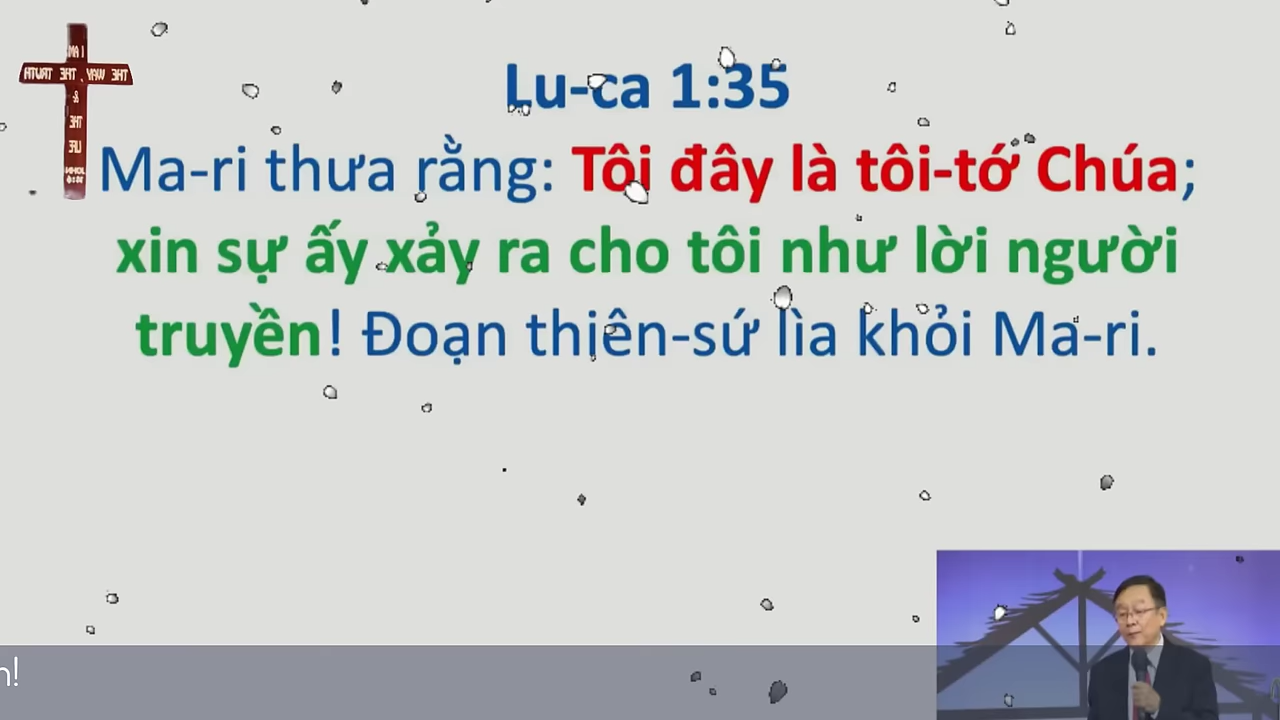 Lu-ca 1:35
Ma-ri thưa rằng: Tôi đây là tôi-tớ Chúa;
xin sự ấy xảy ra cho tôi như lời người
truyền! Đoạn thiên-sứ lìa khỏi Ma-ri.